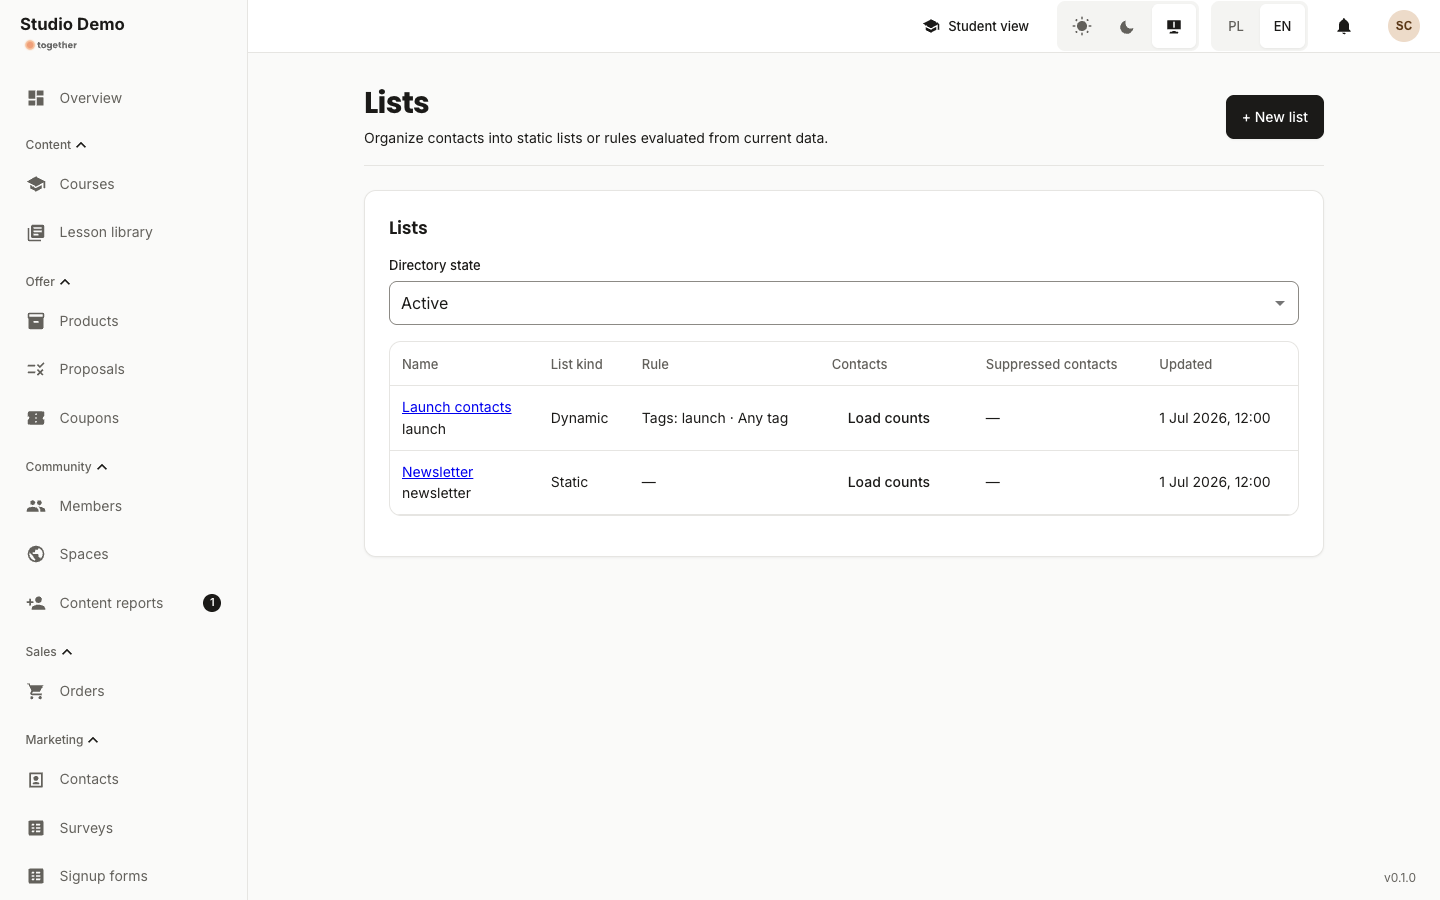 Studio Demo
together
Overview
Content
Courses
Lesson library
Offer
Products
Proposals
Coupons
Community
Members
Spaces
Content reports
1
Sales
Orders
Marketing
Contacts
Surveys
Signup forms
Student view
PL
EN
SC
Lists
Organize contacts into static lists or rules evaluated from current data.
+ New list
Lists
Directory state
Active
Name List kind Rule Contacts Suppressed contacts Updated
Launch contacts
launch
Dynamic Tags: launch · Any tag Load counts — 1 Jul 2026, 12:00
Newsletter
newsletter
Static — Load counts — 1 Jul 2026, 12:00
v0.1.0